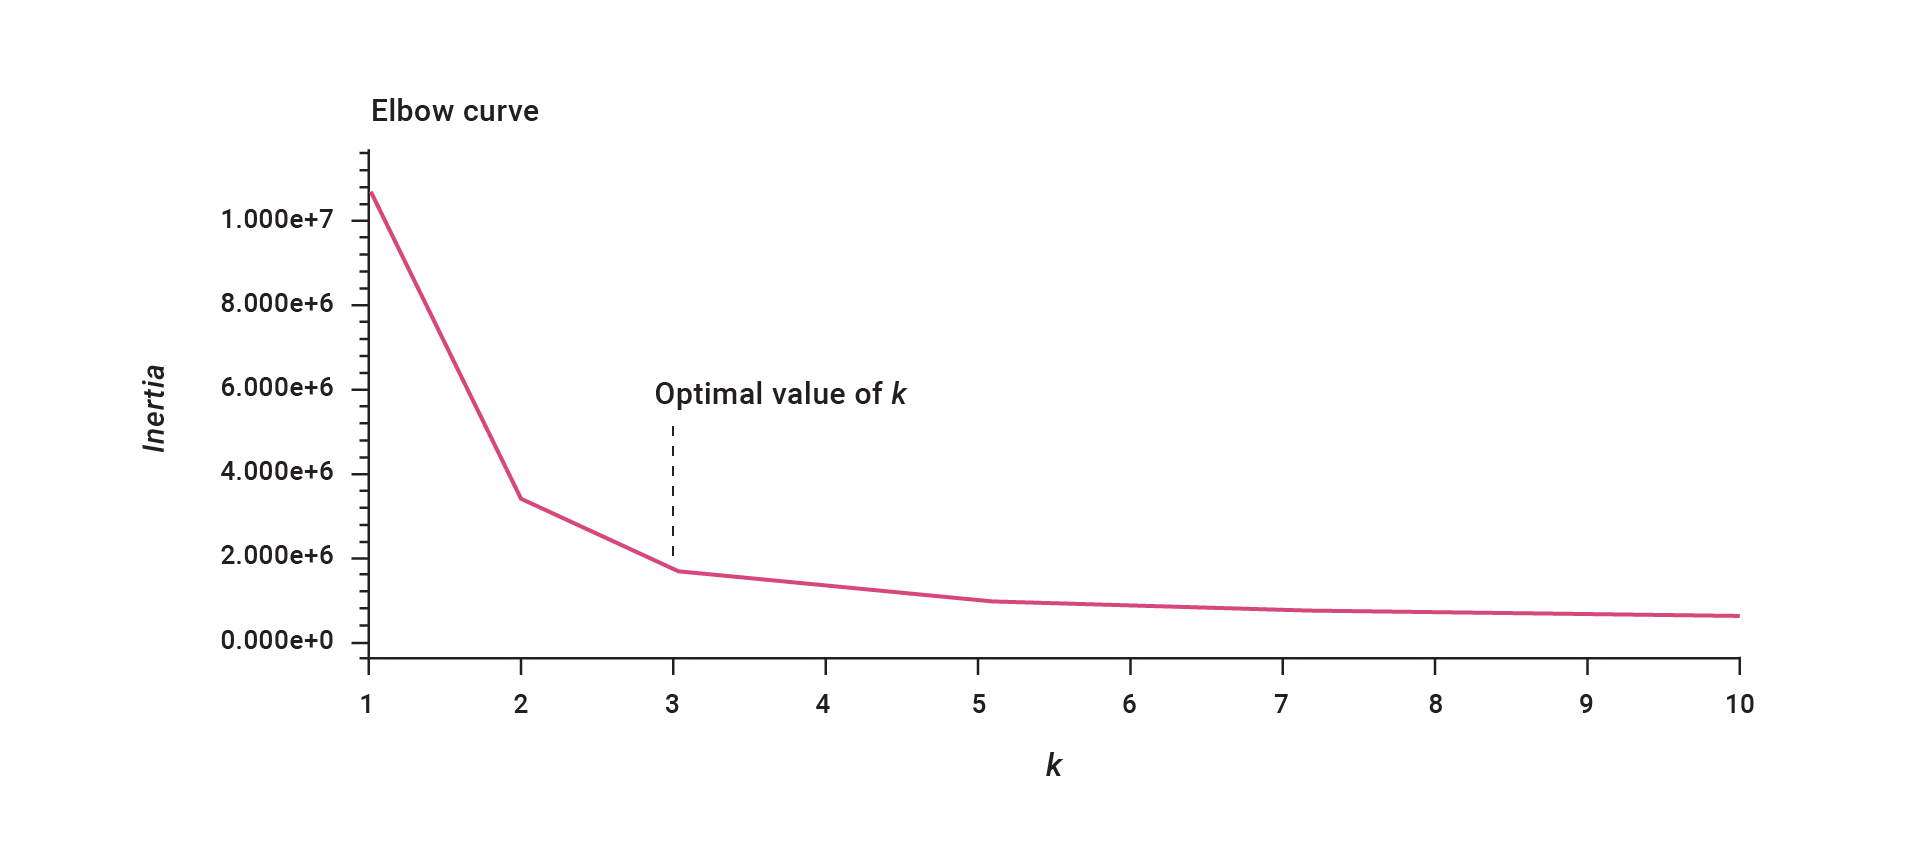 Elbow curve
1.000e+7
8.000e+6
6.000e+6
4.000e+6
2.000e+6
0.000e+0
Inertia
Optimal value of k
1 2 3 4 5 6 7 8 9 10
k